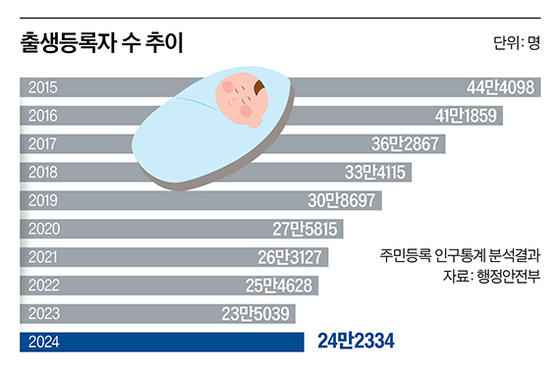 출생등록자 수 추이
단위: 명
2015 44만4098
2016 41만1859
2017 36만2867
2018 33만4115
2019 30만8697
2020 27만5815
2021 26만3127
2022 25만4628
2023 23만5039
2024 24만2334
주민등록 인구통계 분석결과
자료: 행정안전부